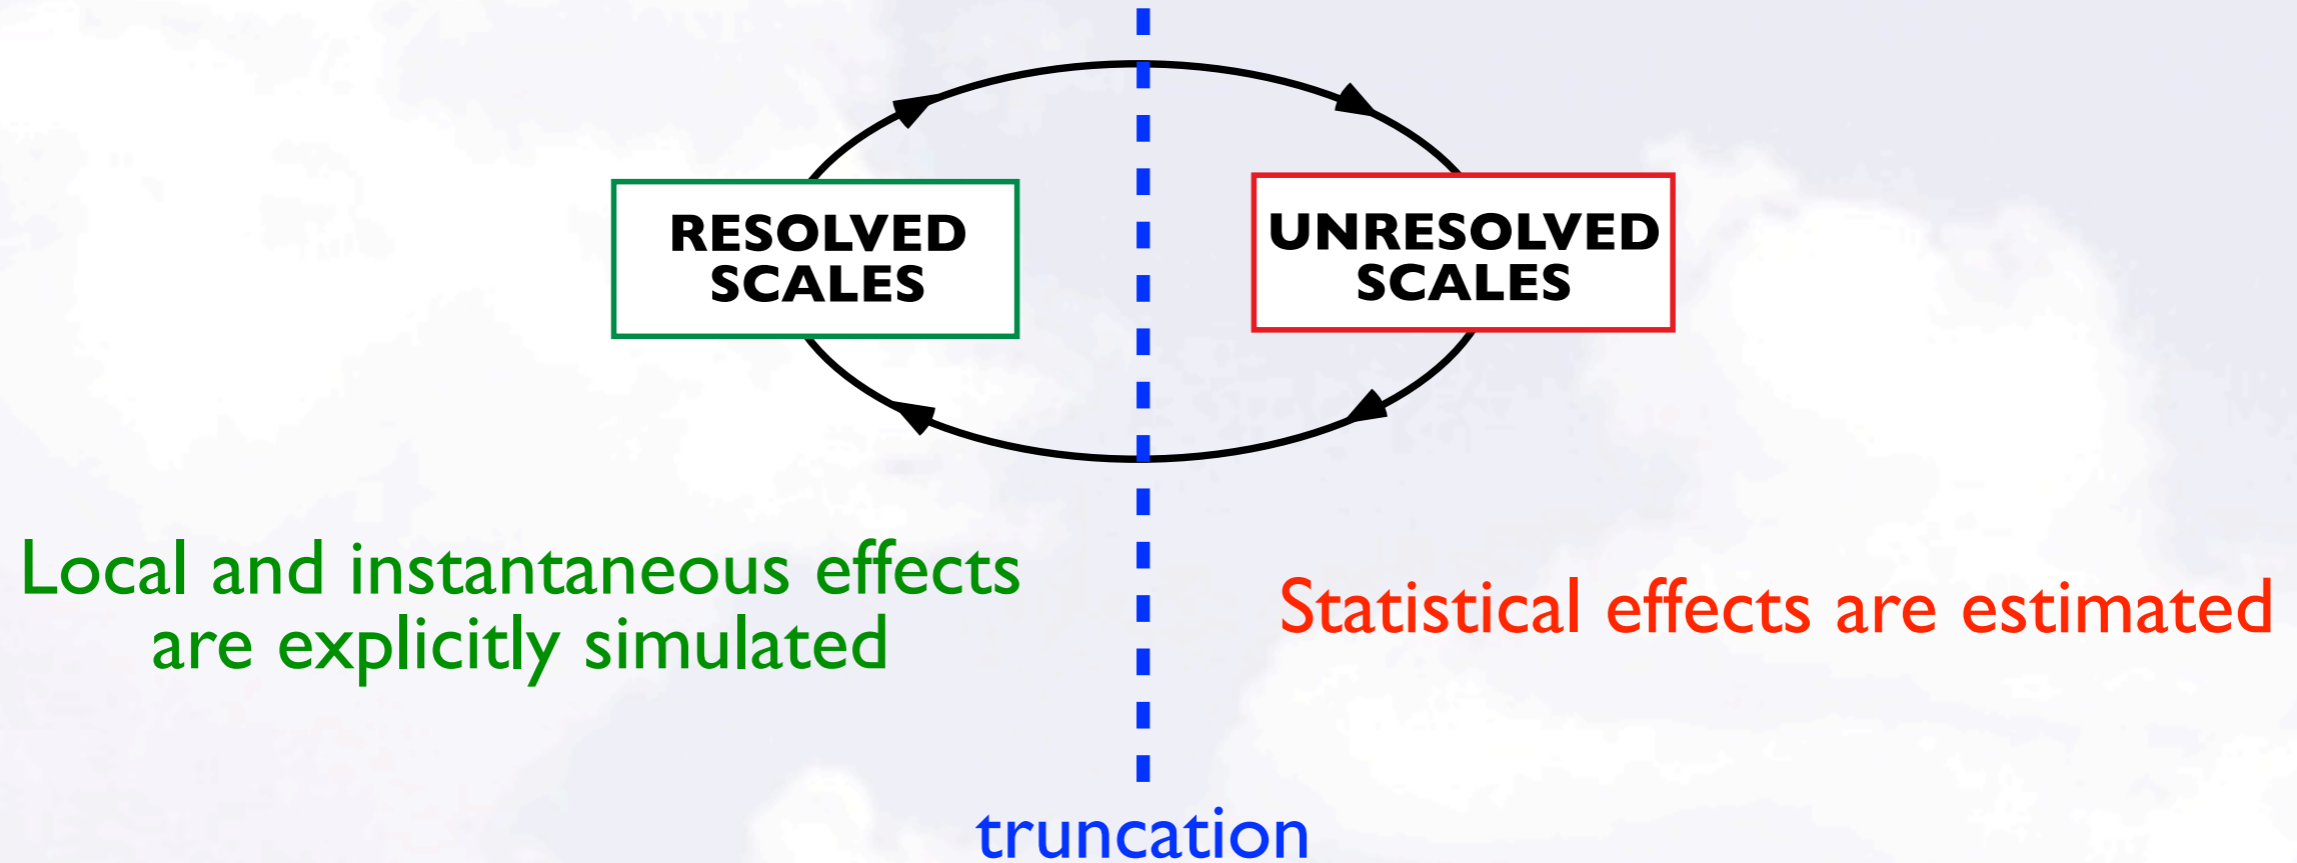 RESOLVED
SCALES
UNRESOLVED
SCALES
Local and instantaneous effects
are explicitly simulated
Statistical effects are estimated
truncation